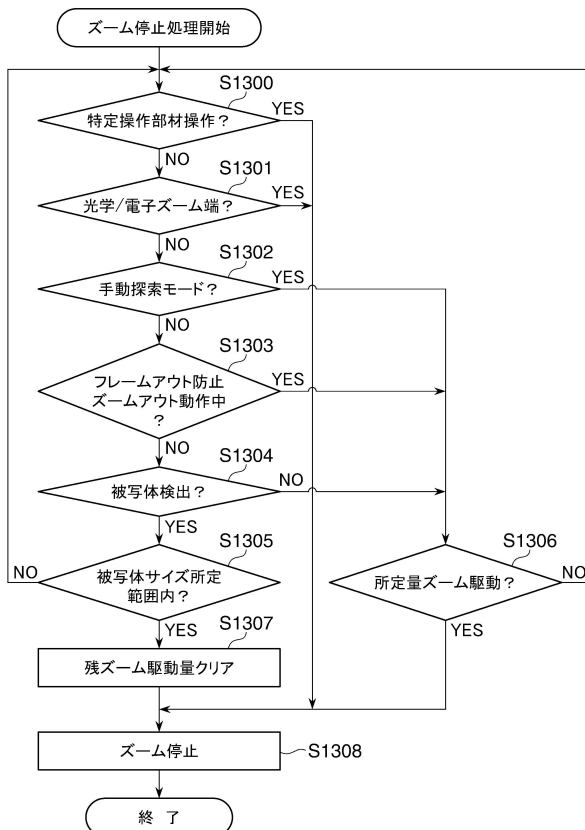 ズーム停止処理開始
S1300
特定操作部材操作？
YES
NO
S1301
光学/電子ズーム端？
YES
NO
S1302
手動探索モード？
YES
NO
S1303
フレームアウト防止
ズームアウト動作中
？
YES
NO
S1304
被写体検出？
NO
YES
S1305
被写体サイズ所定
範囲内？
NO
YES
S1306
所定量ズーム駆動？
NO
YES
S1307
残ズーム駆動量クリア
ズーム停止
S1308
終 了